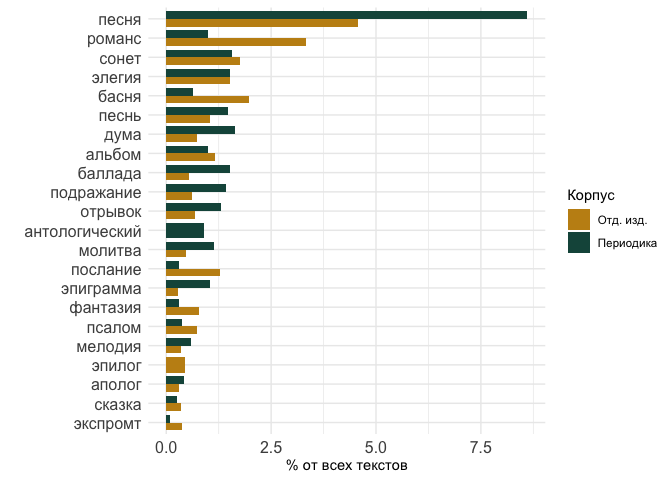 песня
романс
сонет
элегия
басня
песнь
дума
альбом
баллада
подражание
отрывок
антологический
молитва
послание
эпиграмма
фантазия
псалом
мелодия
эпилог
аполог
сказка
экспромт
0.0 2.5 5.0 7.5
% от всех текстов
Корпус
Отд. изд.
Периодика